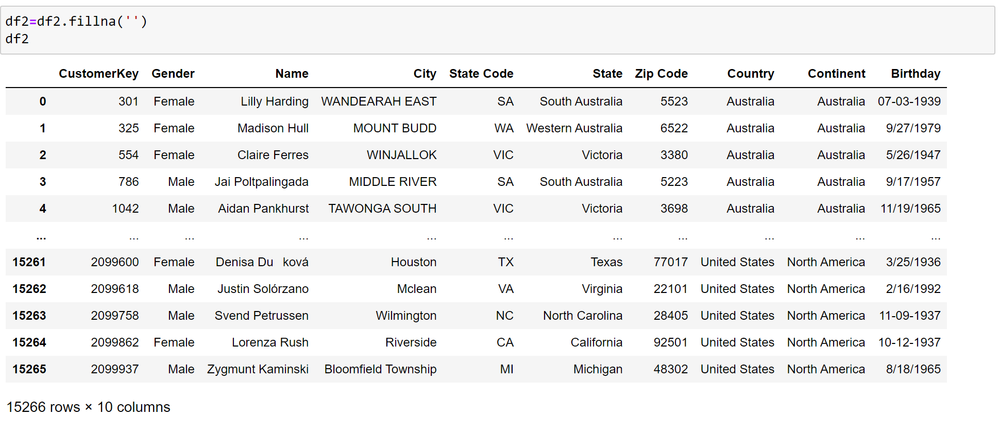 df2=df2.fillna('')
df2
CustomerKey Gender Name City State Code State Zip Code Country Continent Birthday
0 301 Female Lilly Harding WANDEARAH EAST SA South Australia 5523 Australia Australia 07-03-1939
1 325 Female Madison Hull MOUNT BUDD WA Western Australia 6522 Australia Australia 9/27/1979
2 554 Female Claire Ferres WINJALLOK VIC Victoria 3380 Australia Australia 5/26/1947
3 786 Male Jai Poltpalingada MIDDLE RIVER SA South Australia 5223 Australia Australia 9/17/1957
4 1042 Male Aidan Pankhurst TAWONGA SOUTH VIC Victoria 3698 Australia Australia 11/19/1965
... ... ... ... ... ... ... ... ... ... ...
15261 2099600 Female Denisa Du ková Houston TX Texas 77017 United States North America 3/25/1936
15262 2099618 Male Justin Solórzano Mclean VA Virginia 22101 United States North America 2/16/1992
15263 2099758 Male Svend Petrussen Wilmington NC North Carolina 28405 United States North America 11-09-1937
15264 2099862 Female Lorenza Rush Riverside CA California 92501 United States North America 10-12-1937
15265 2099937 Male Zygmunt Kaminski Bloomfield Township MI Michigan 48302 United States North America 8/18/1965
15266 rows × 10 columns